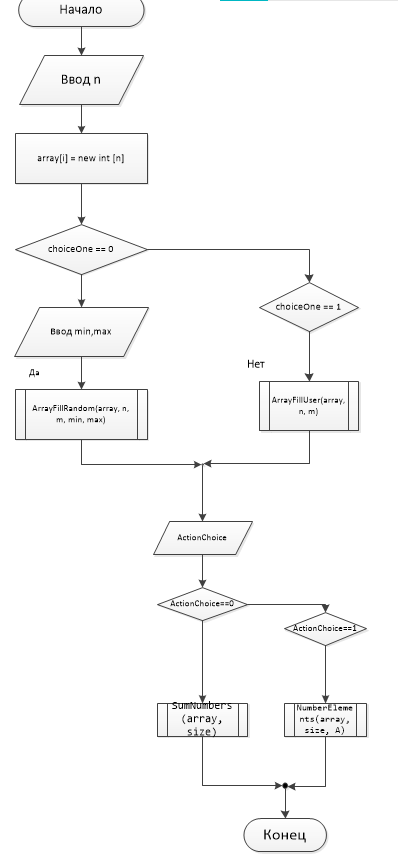 Начало
Ввод n
array[i] = new int [n]
choiceOne == 0
choiceOne == 1
Ввод min,max
Да
Нет
ArrayFillRandom(array, n,
m, min, max)
ArrayFillUser(array,
n, m)
ActionChoice
ActionChoice==0
ActionChoice==1
SumNumbers
(array,
size)
NumberEleme
nts(array,
size, A)
Конец